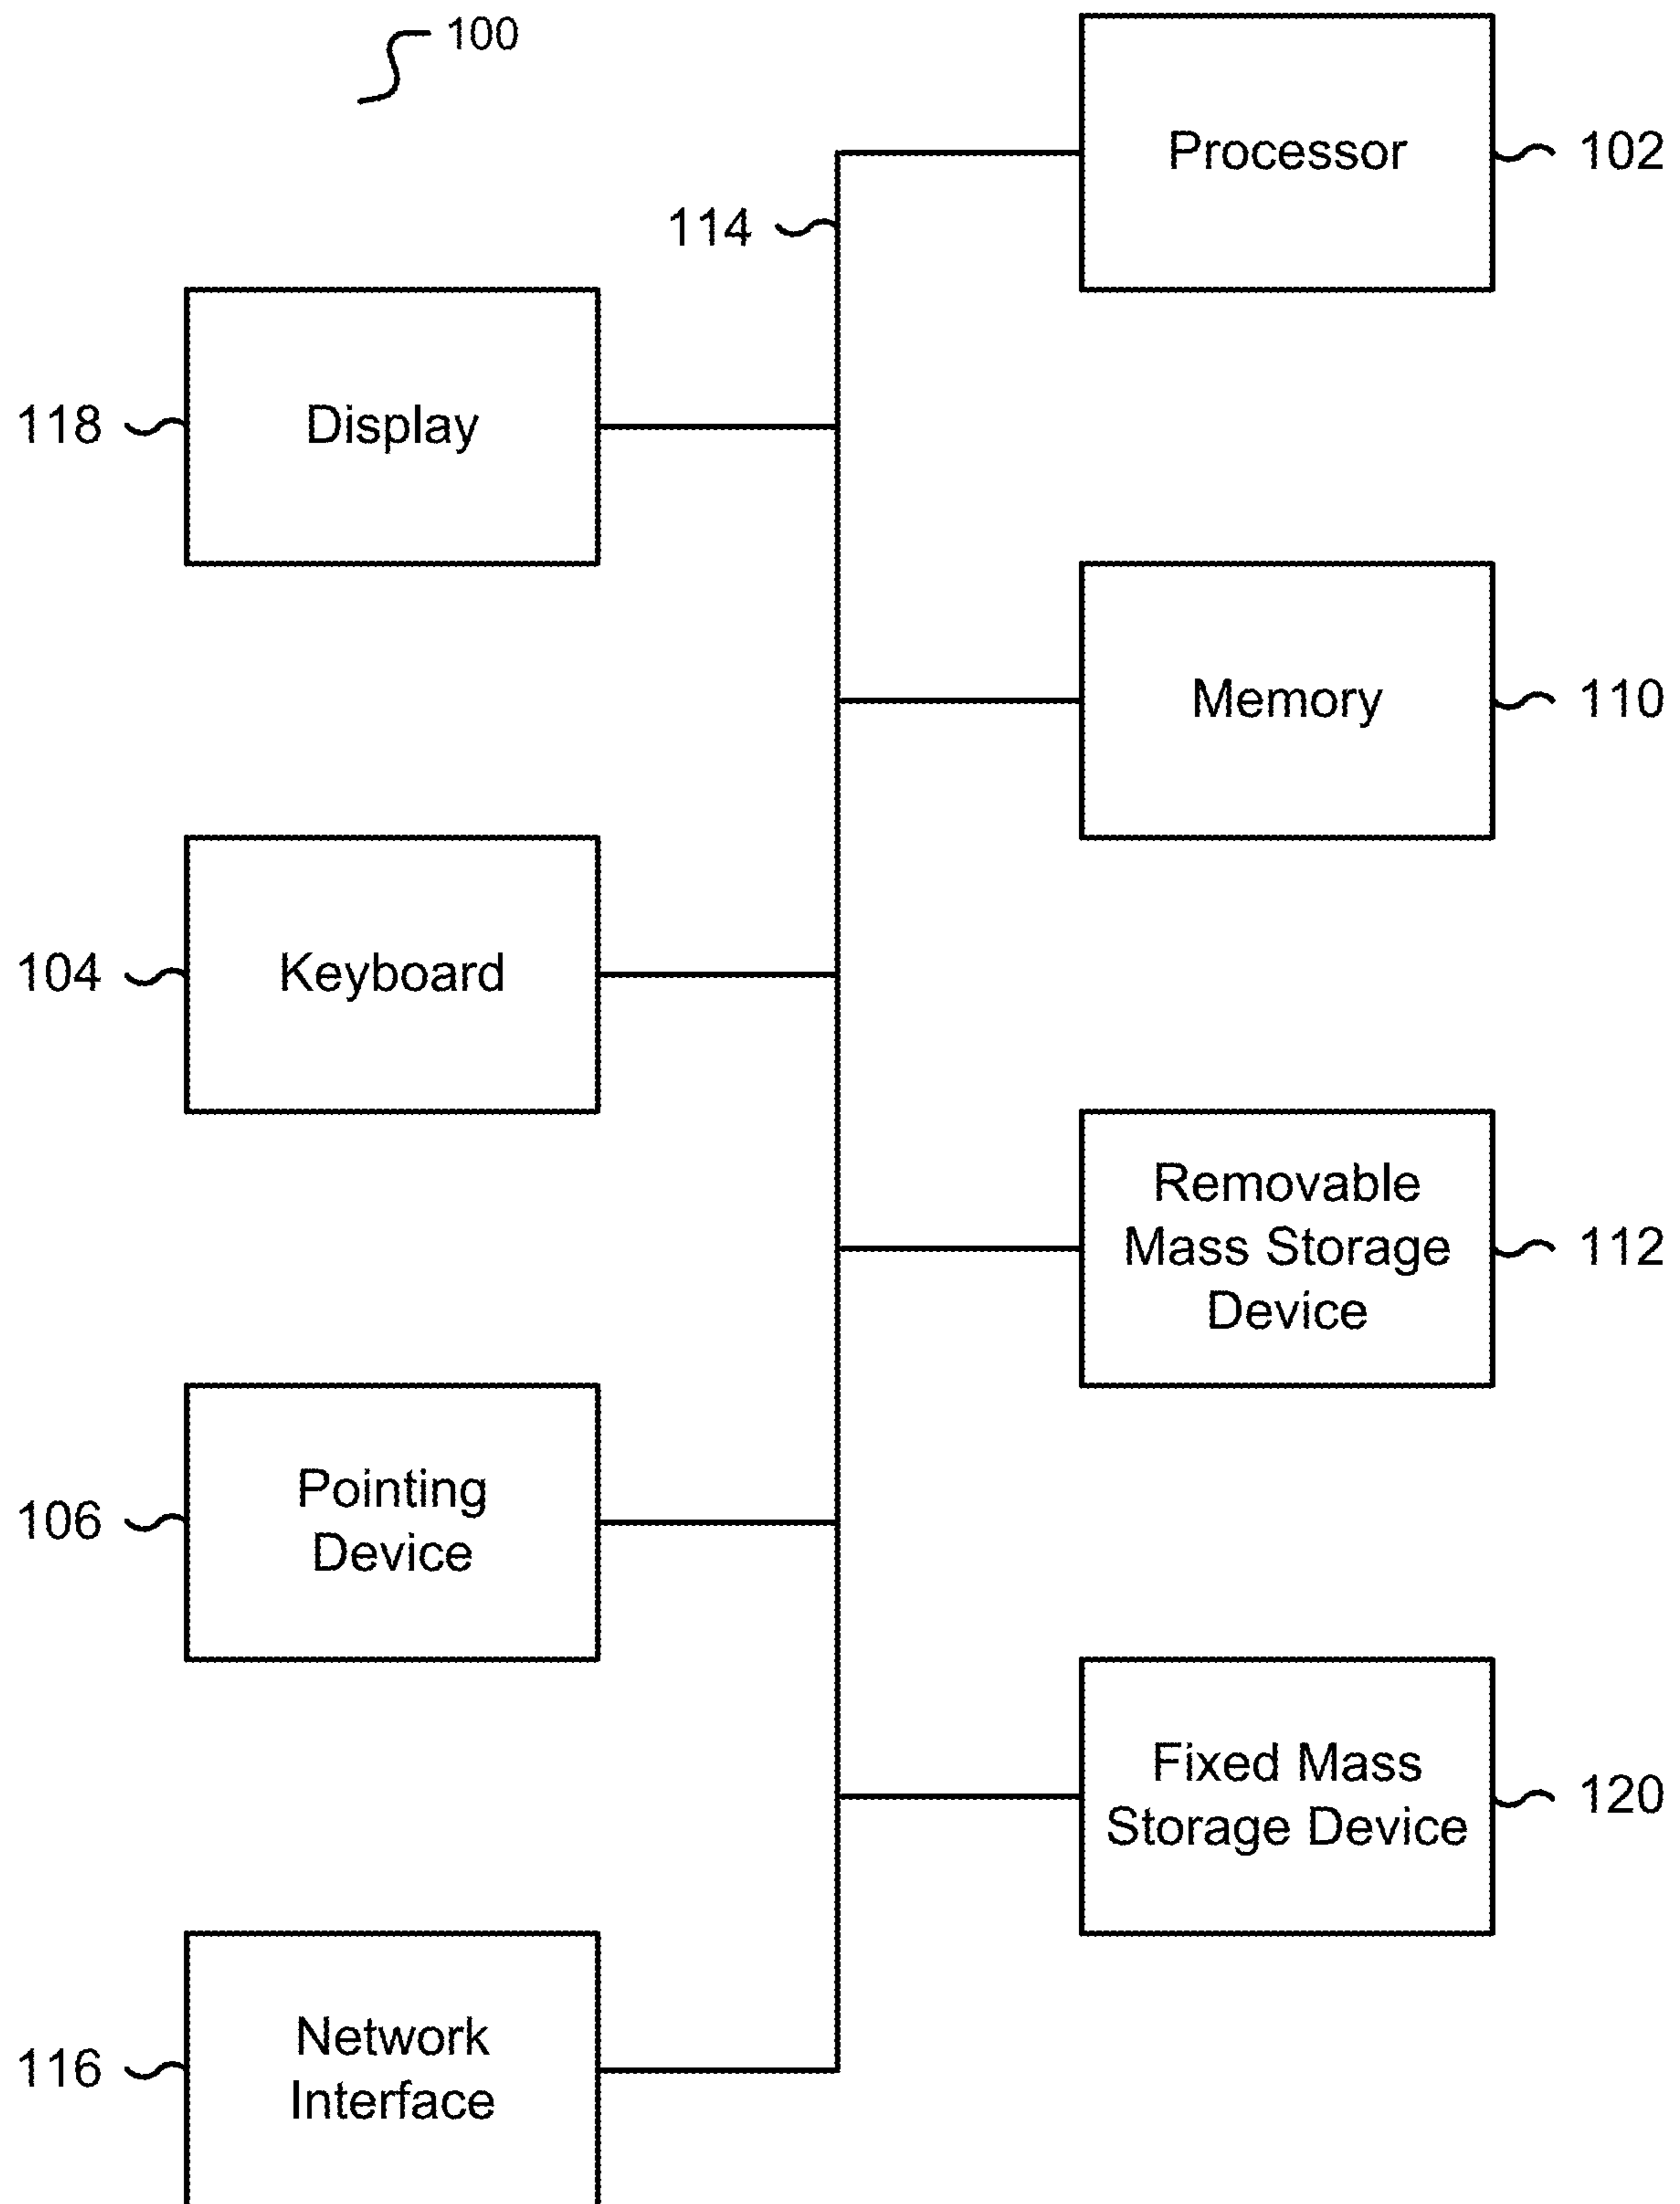 100
Processor
102
114
118
Display
Memory
110
104
Keyboard
Removable
Mass Storage
Device
112
106
Pointing
Device
Fixed Mass
Storage Device
120
116
Network
Interface